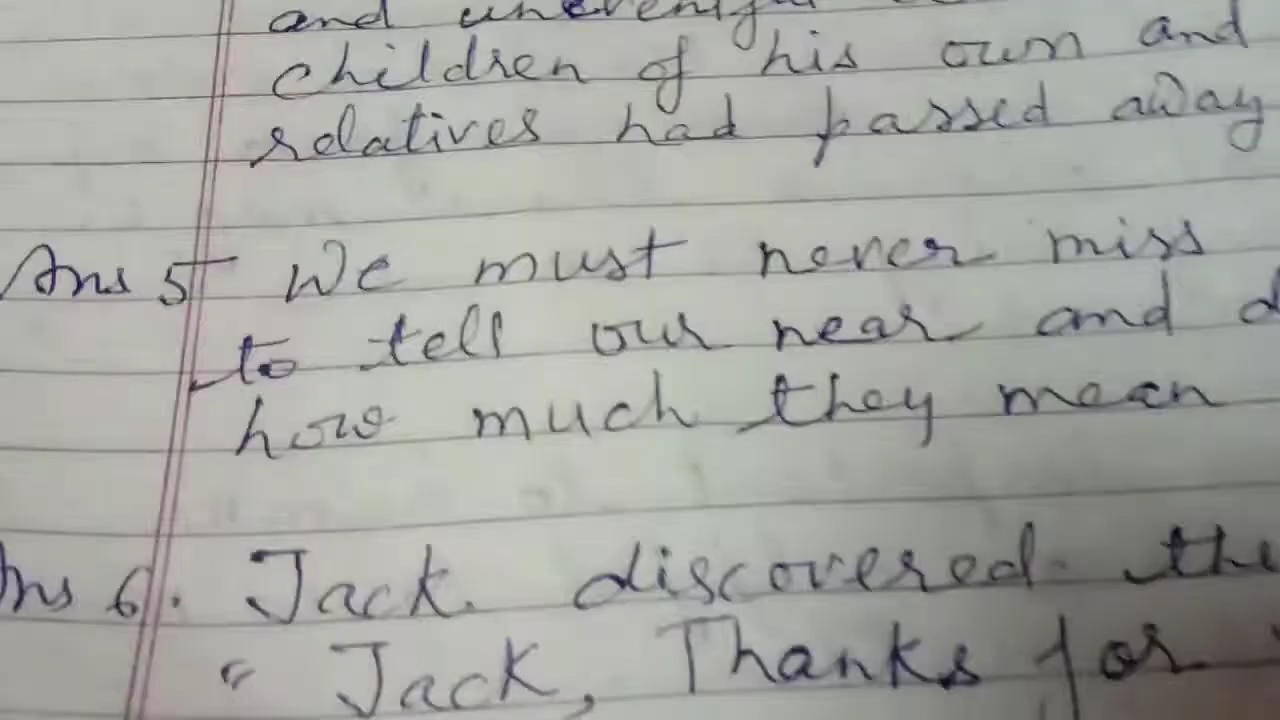 and
children of his own and
relatives had passed away
Ans 5 We must never miss
to tell our near and
how much they mean
Ans 6. Jack discovered the
" Jack, Thanks for